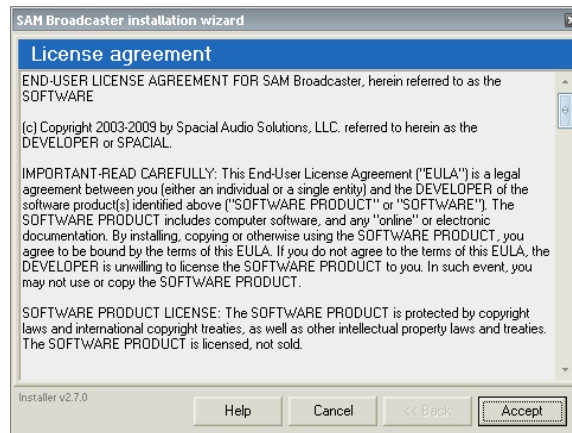 SAM Broadcaster installation wizard
License agreement
END-USER LICENSE AGREEMENT FOR SAM Broadcaster, herein referred to as the
SOFTWARE
(c) Copyright 2003-2009 by Spacial Audio Solutions, LLC. referred to herein as the
DEVELOPER or SPACIAL.
IMPORTANT-READ CAREFULLY: This End-User License Agreement ("EULA") is a legal
agreement between you (either an individual or a single entity) and the DEVELOPER of the
software product(s) identified above ("SOFTWARE PRODUCT" or "SOFTWARE"). The
SOFTWARE PRODUCT includes computer software, and any "online" or electronic
documentation. By installing, copying or otherwise using the SOFTWARE PRODUCT, you
agree to be bound by the terms of this EULA. If you do not agree to the terms of this EULA, the
DEVELOPER is unwilling to license the SOFTWARE PRODUCT to you. In such event, you
may not use or copy the SOFTWARE PRODUCT.
SOFTWARE PRODUCT LICENSE: The SOFTWARE PRODUCT is protected by copyright
laws and international copyright treaties, as well as other intellectual property laws and treaties.
The SOFTWARE PRODUCT is licensed, not sold.
Installer v2.7.0
Help Cancel << Back Accept